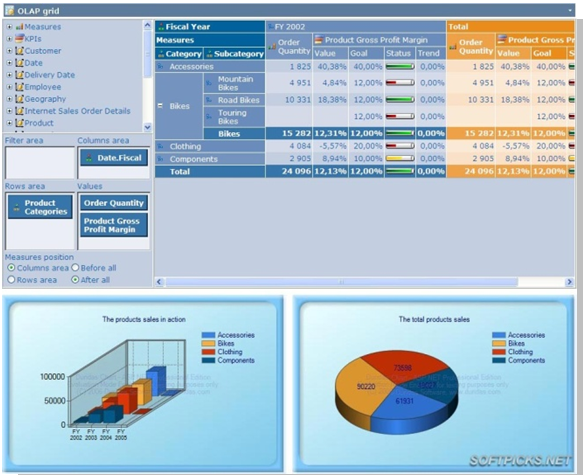 OLAP grid
Measures
KPIs
Customer
Date
Delivery Date
Employee
Geography
Internet Sales Order Details
Product
Filter area
Columns area
Date.Fiscal
Rows area
Values
Product Categories
Order Quantity
Product Gross Profit Margin
Measures position
Columns area Before all
Rows area After all
Fiscal Year FY 2002 Total
Measures Order Quantity Product Gross Profit Margin Order Quantity Product Gross
Category Subcategory Value Goal Status Trend Value Goal
Accessories 1 825 40,38% 40,00% 0,00% 1 825 40,38% 40,00%
Bikes
Mountain Bikes 4 951 4,84% 12,00% 0,00% 4 951 4,84% 12,00%
Road Bikes 10 331 18,38% 12,00% 0,00% 10 331 18,38% 12,00%
Touring Bikes 12,00% 0,00% 12,00%
Bikes 15 282 12,31% 12,00% 0,00% 15 282 12,31% 12,00%
Clothing 4 084 -5,57% 20,00% 0,00% 4 084 -5,57% 20,00%
Components 2 905 8,94% 10,00% 0,00% 2 905 8,94% 10,00%
Total 24 096 12,13% 12,00% 0,00% 24 096 12,13% 12,00%
The products sales in action
Accessories
Bikes
Clothing
Components
100000
50000
0
FY 2002 FY 2003 FY 2004 FY 2005
The total products sales
Accessories
Bikes
Clothing
Components
90220
61931
SOFTPICKS.NET